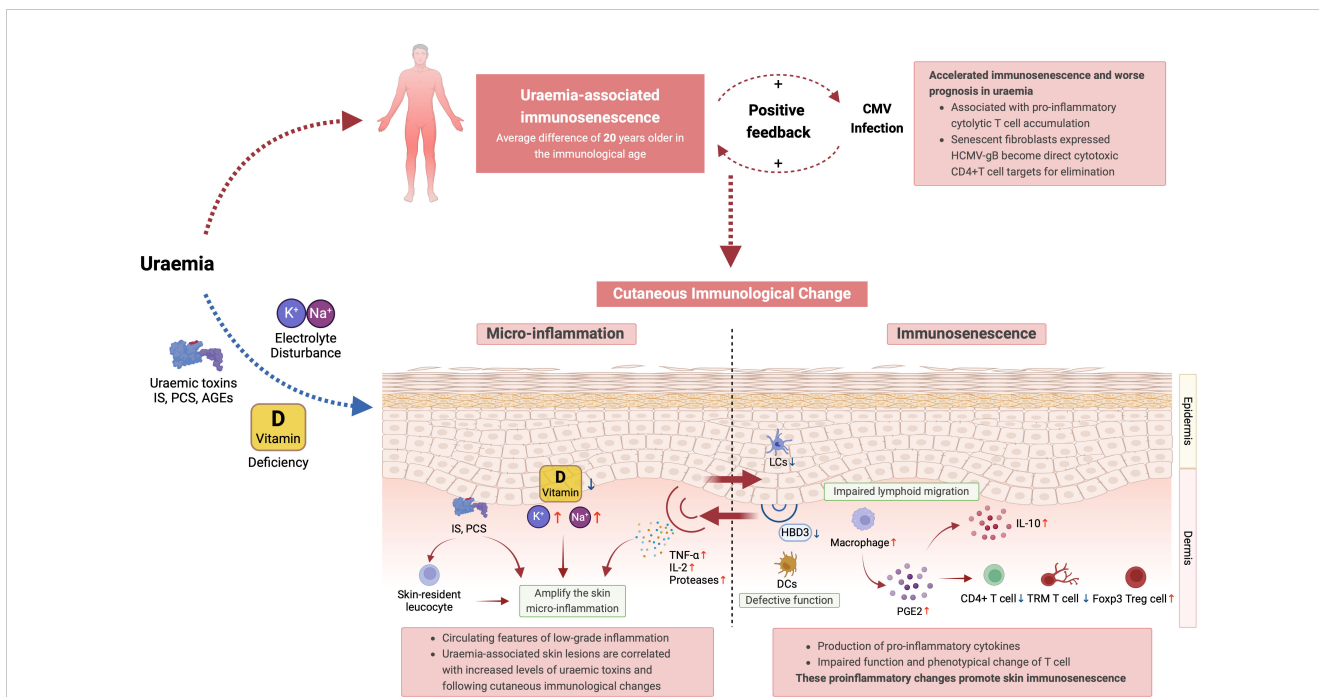 Uraemia-associated
immunosenescence
Average difference of 20 years older in
the immunological age
+
Positive
feedback
+
CMV
Infection
Accelerated immunosenescence and worse
prognosis in uraemia
• Associated with pro-inflammatory
cytolytic T cell accumulation
• Senescent fibroblasts expressed
HCMV-gB become direct cytotoxic
CD4+T cell targets for elimination
Uraemia
K+ Na+
Electrolyte
Disturbance
Uraemic toxins
IS, PCS, AGEs
D
Vitamin
Deficiency
Cutaneous Immunological Change
Micro-inflammation
Immunosenescence
Epidermis
Dermis
D
Vitamin ↓
K+ ↑ Na+ ↑
IS, PCS
Skin-resident
leucocyte
Amplify the skin
micro-inflammation
TNF-α↑
IL-2↑
Proteases↑
LCs↓
HBD3 ↓
DCs
Defective function
Impaired lymphoid migration
Macrophage↑
IL-10↑
PGE2↑
CD4+ T cell↓ TRM T cell ↓ Foxp3 Treg cell↑
• Circulating features of low-grade inflammation
• Uraemia-associated skin lesions are correlated
with increased levels of uraemic toxins and
following cutaneous immunological changes
• Production of pro-inflammatory cytokines
• Impaired function and phenotypical change of T cell
These proinflammatory changes promote skin immunosenescence